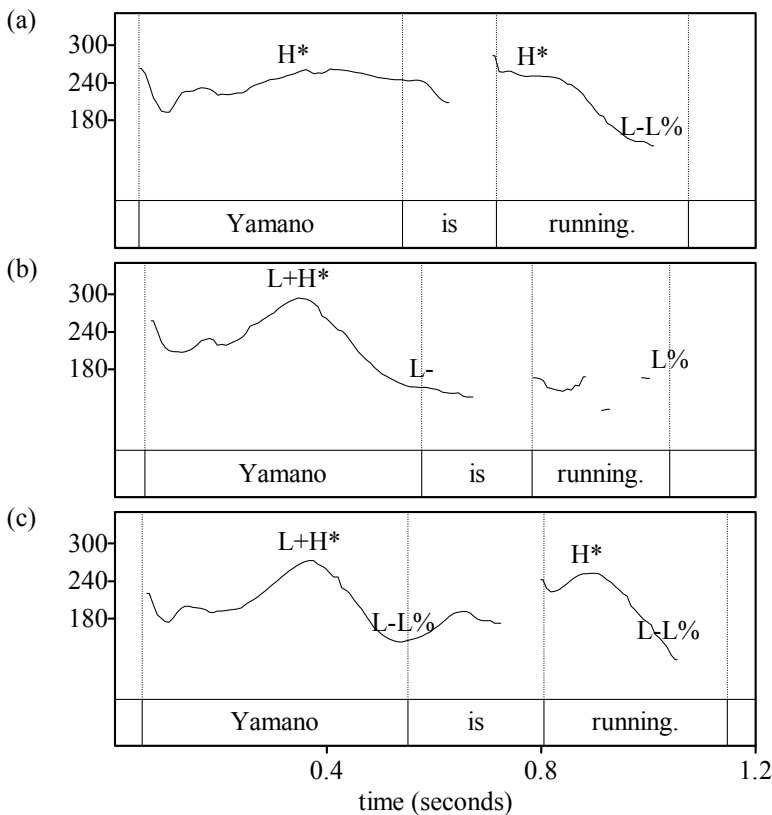 (a)
300
240
180
H*
H*
L-L%
Yamano is running.
(b)
300
240
180
L+H*
L-
L%
Yamano is running.
(c)
300
240
180
L+H*
L-L%
H*
L-L%
Yamano is running.
0.4 0.8 1.2
time (seconds)